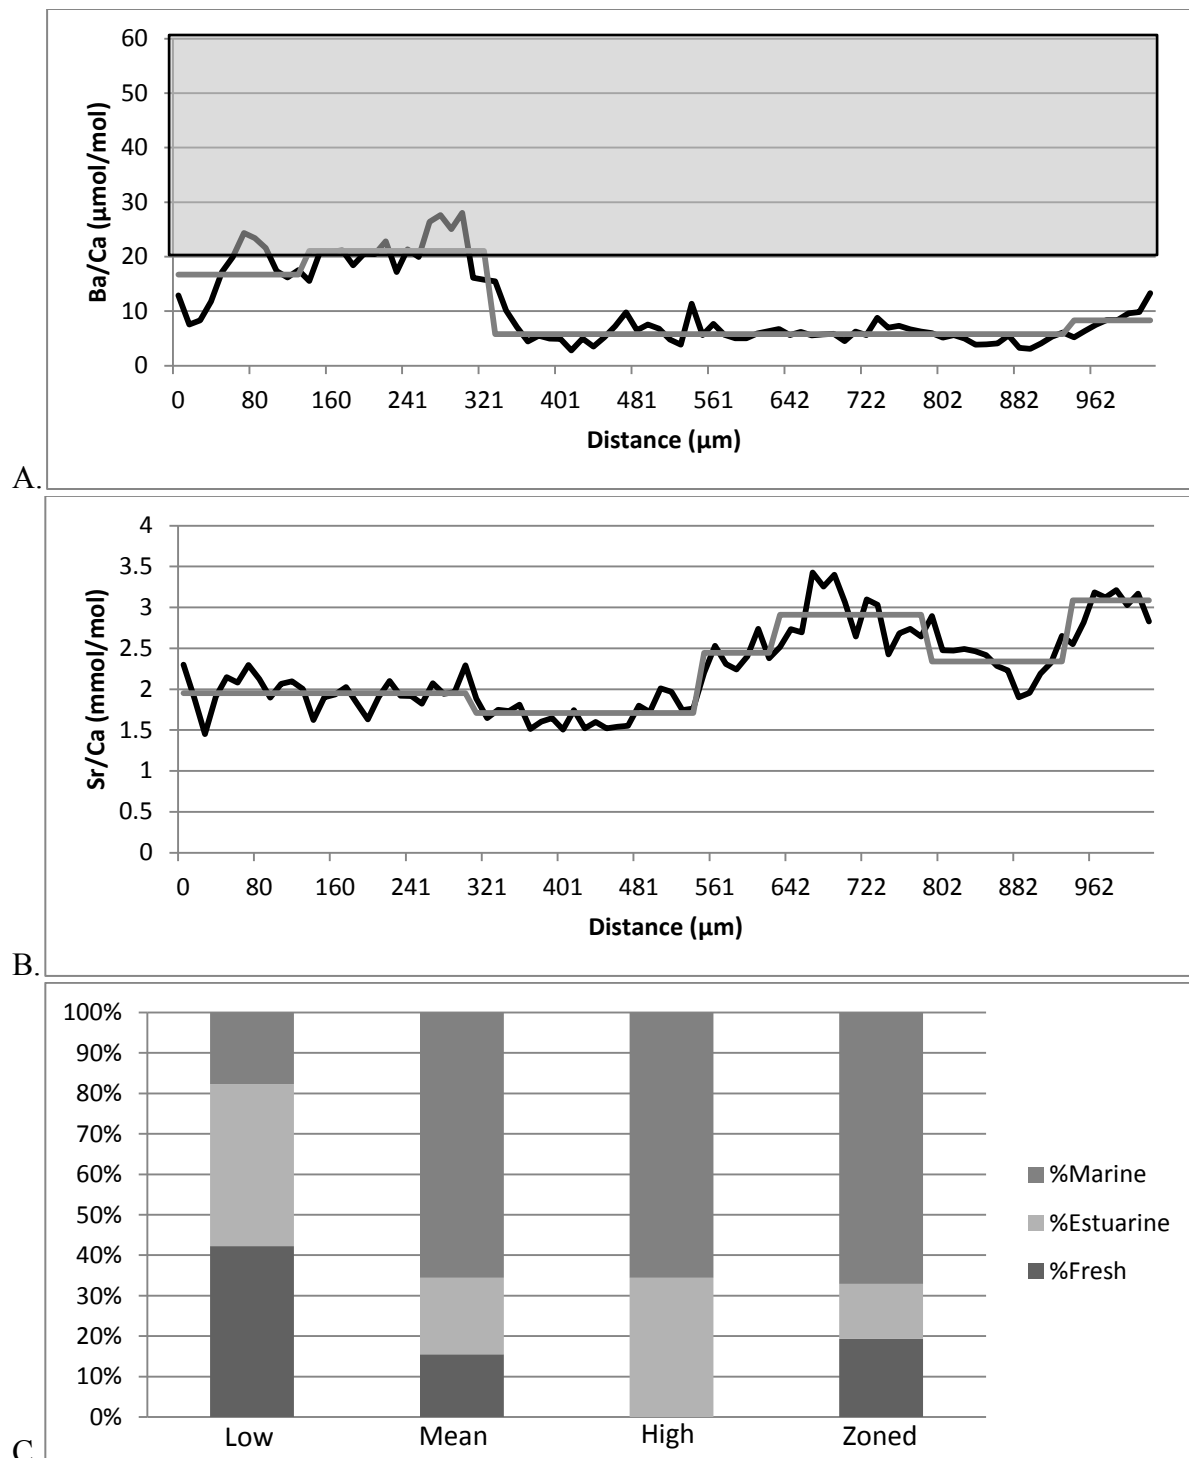 60
50
40
30
20
10
0
Ba/Ca (µmol/mol)
0 80 160 241 321 401 481 561 642 722 802 882 962
Distance (µm)
A.
4
3.5
3
2.5
2
1.5
1
0.5
0
Sr/Ca (mmol/mol)
0 80 160 241 321 401 481 561 642 722 802 882 962
Distance (µm)
B.
100%
90%
80%
70%
60%
50%
40%
30%
20%
10%
0%
Low Mean High Zoned
%Marine
%Estuarine
%Fresh
C